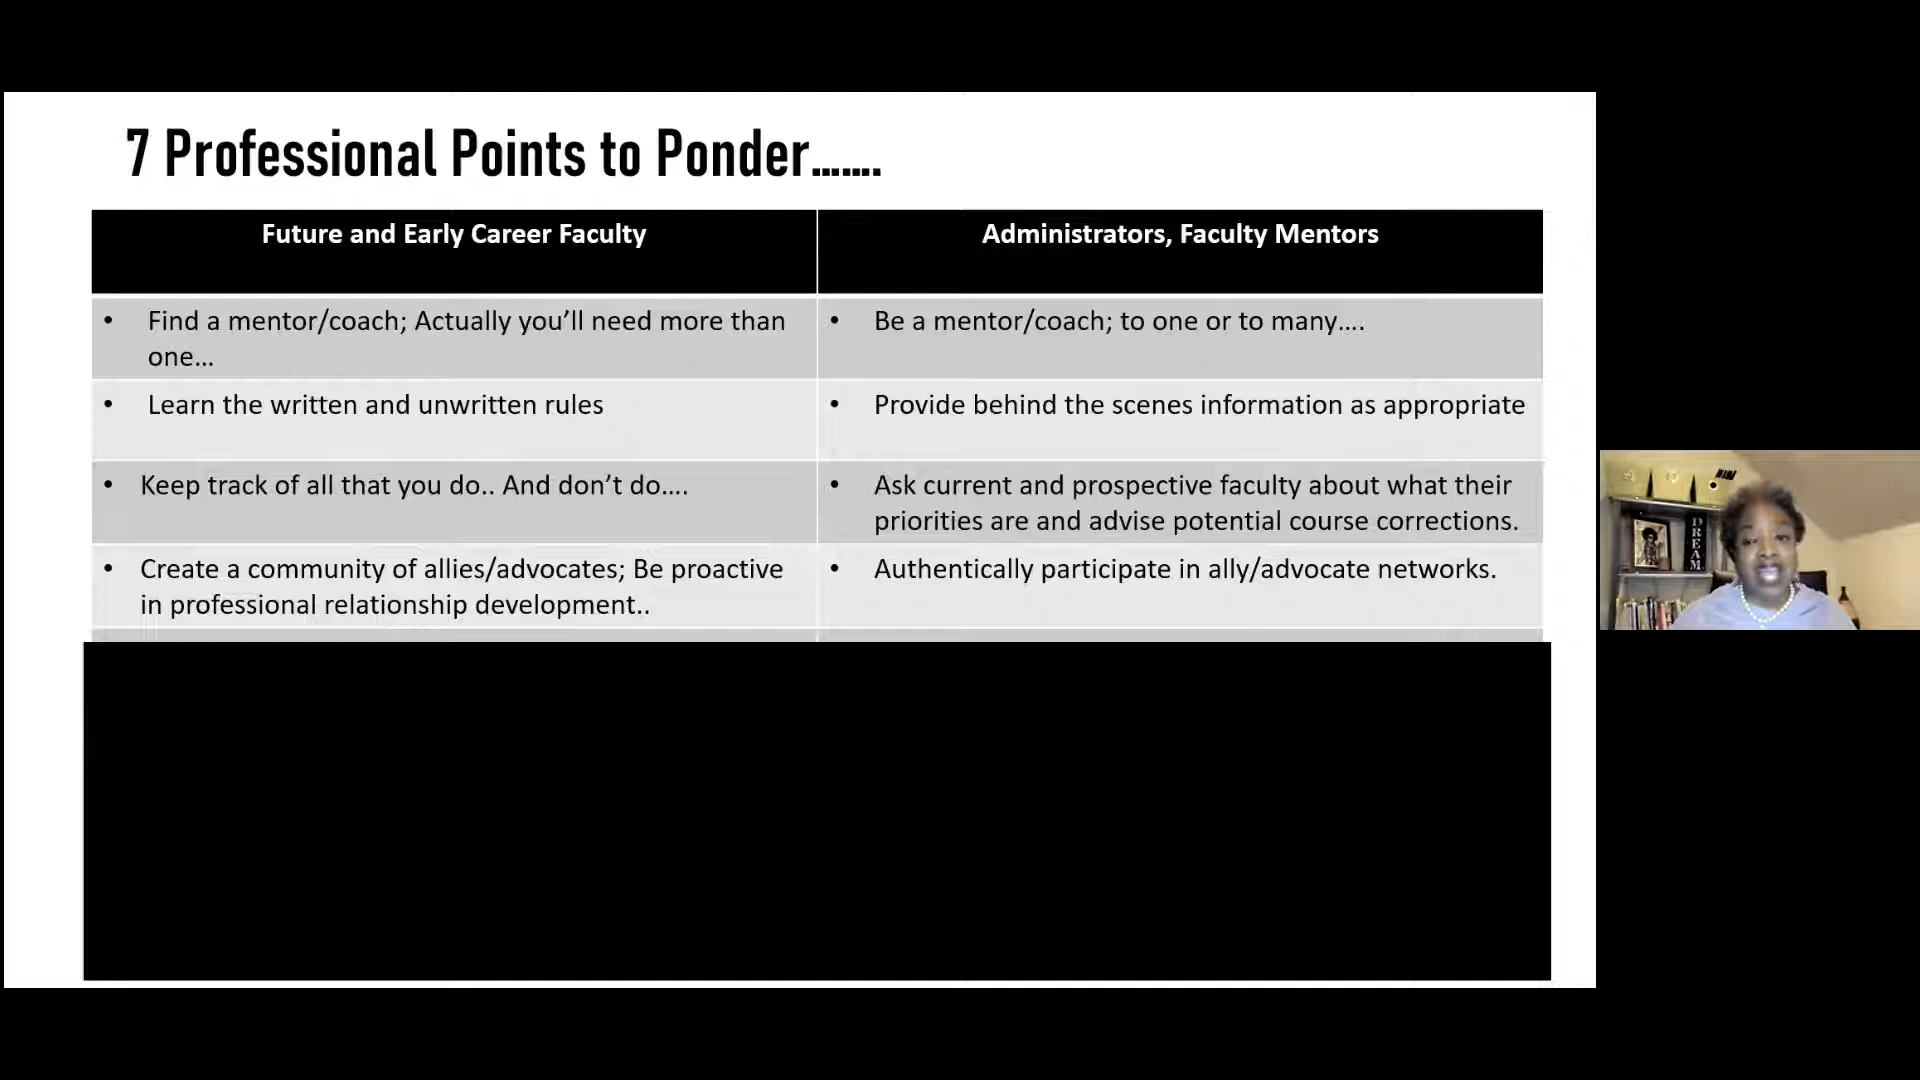 7 Professional Points to Ponder.......
Future and Early Career Faculty
Administrators, Faculty Mentors
• Find a mentor/coach; Actually you’ll need more than
one...
• Be a mentor/coach; to one or to many....
• Learn the written and unwritten rules
• Provide behind the scenes information as appropriate
• Keep track of all that you do.. And don’t do....
• Ask current and prospective faculty about what their
priorities are and advise potential course corrections.
• Create a community of allies/advocates; Be proactive
in professional relationship development..
• Authentically participate in ally/advocate networks.
DREAM